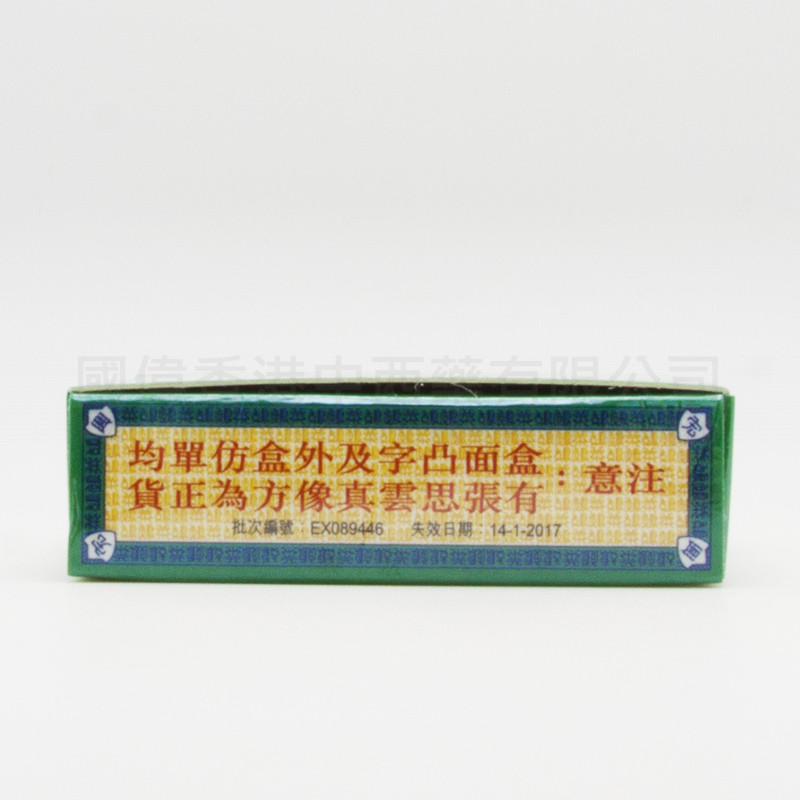 國偉香港中西藥有限公司
注意：
盒面凸字及外盒仿單均
有張思雲真像方為正貨
批次編號：EX089446 失效日期：14-1-2017